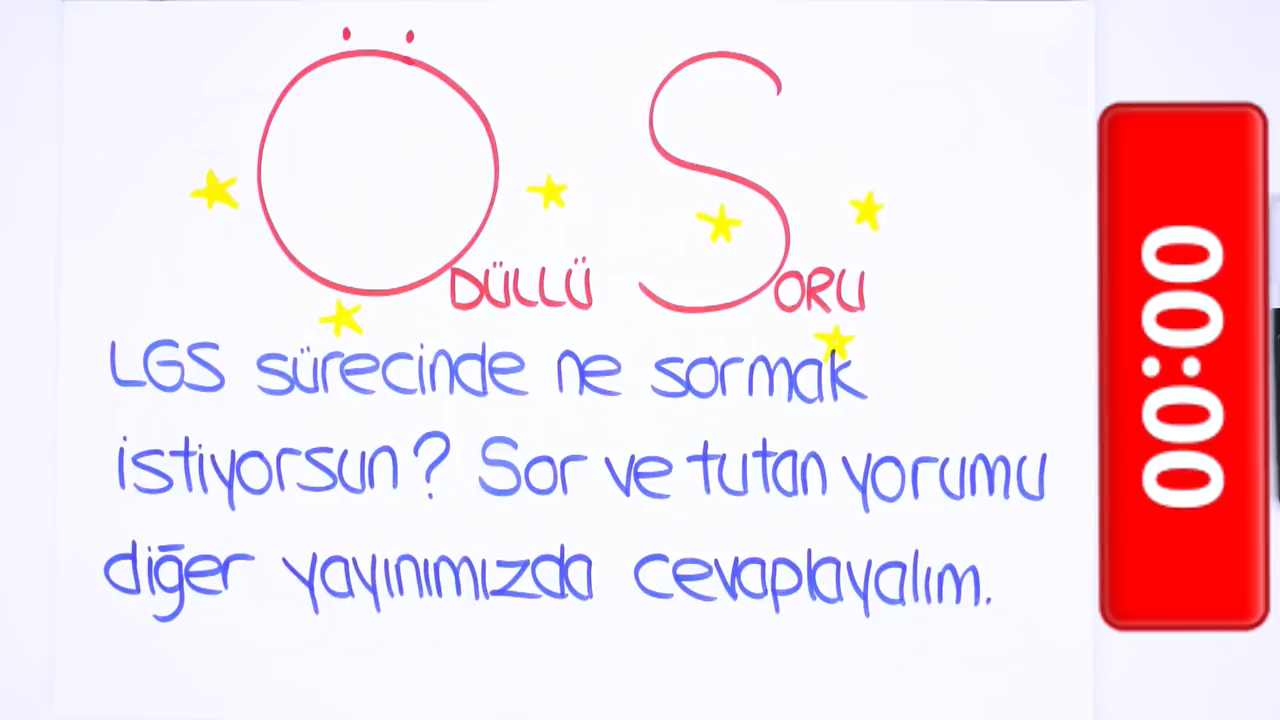 ÖDÜLLÜ SORU
LGS sürecinde ne sormak
istiyorsun? Sor ve tutan yorumu
diğer yayınımızda cevaplayalım.
00:00